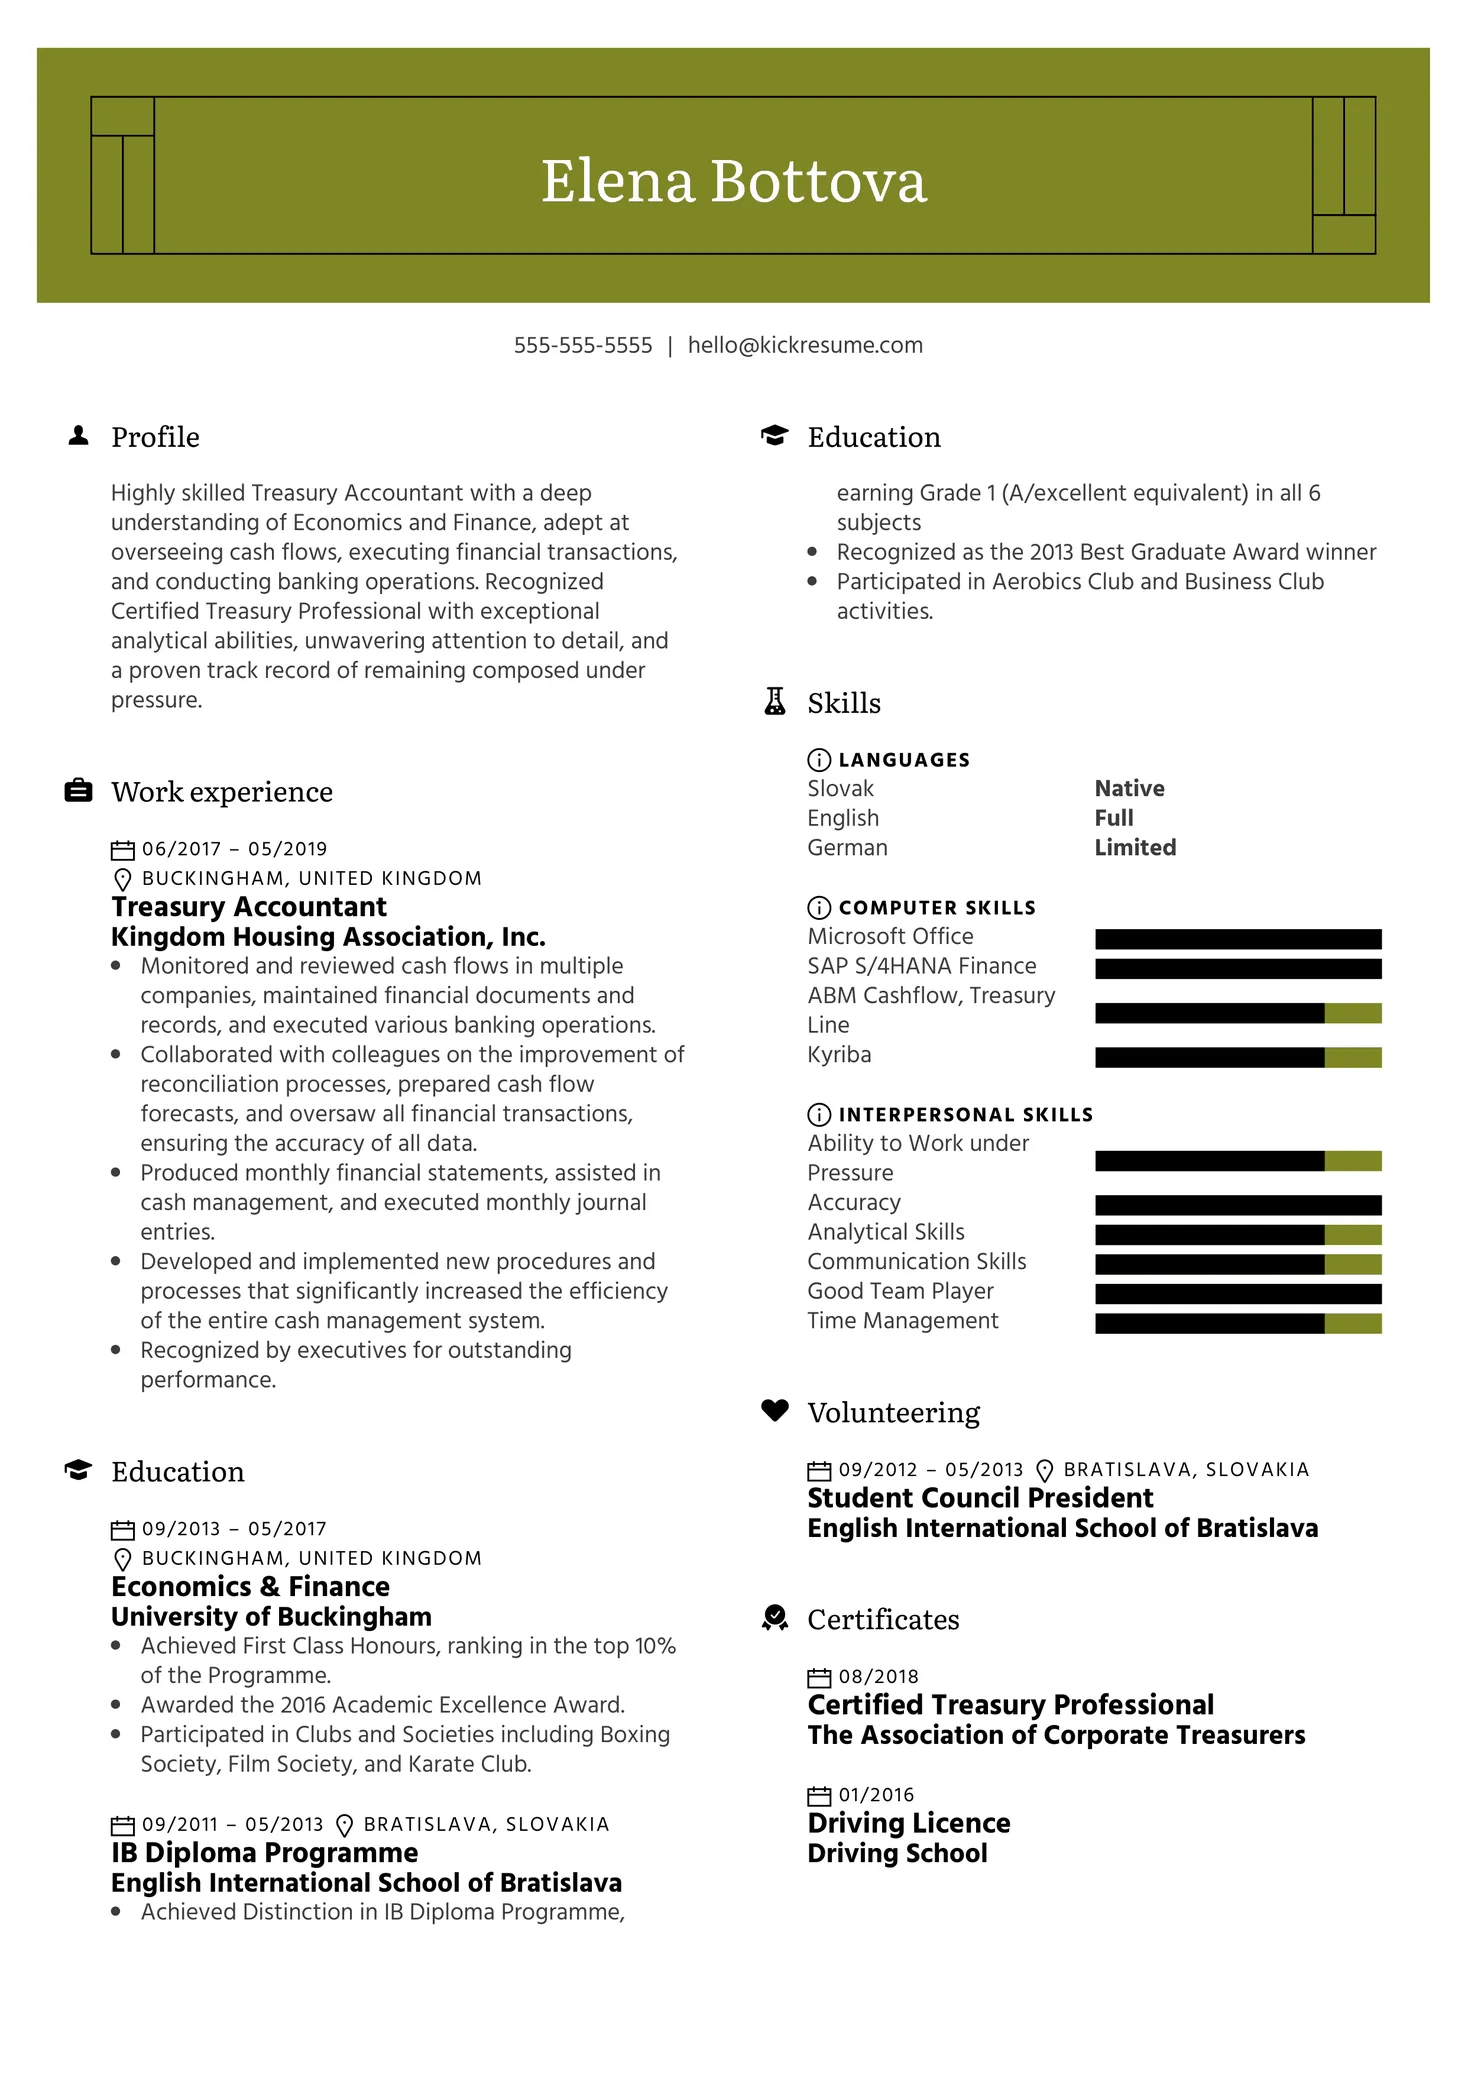 Elena Bottova
555-555-5555 | hello@kickresume.com
Profile
Highly skilled Treasury Accountant with a deep
understanding of Economics and Finance, adept at
overseeing cash flows, executing financial transactions,
and conducting banking operations. Recognized
Certified Treasury Professional with exceptional
analytical abilities, unwavering attention to detail, and
a proven track record of remaining composed under
pressure.
Work experience
06/2017 – 05/2019
BUCKINGHAM, UNITED KINGDOM
Treasury Accountant
Kingdom Housing Association, Inc.
• Monitored and reviewed cash flows in multiple
companies, maintained financial documents and
records, and executed various banking operations.
• Collaborated with colleagues on the improvement of
reconciliation processes, prepared cash flow
forecasts, and oversaw all financial transactions,
ensuring the accuracy of all data.
• Produced monthly financial statements, assisted in
cash management, and executed monthly journal
entries.
• Developed and implemented new procedures and
processes that significantly increased the efficiency
of the entire cash management system.
• Recognized by executives for outstanding
performance.
Education
09/2013 – 05/2017
BUCKINGHAM, UNITED KINGDOM
Economics & Finance
University of Buckingham
• Achieved First Class Honours, ranking in the top 10%
of the Programme.
• Awarded the 2016 Academic Excellence Award.
• Participated in Clubs and Societies including Boxing
Society, Film Society, and Karate Club.
09/2011 – 05/2013 BRATISLAVA, SLOVAKIA
IB Diploma Programme
English International School of Bratislava
• Achieved Distinction in IB Diploma Programme,
Education
earning Grade 1 (A/excellent equivalent) in all 6
subjects
• Recognized as the 2013 Best Graduate Award winner
• Participated in Aerobics Club and Business Club
activities.
Skills
LANGUAGES
Slovak Native
English Full
German Limited
COMPUTER SKILLS
Microsoft Office
SAP S/4HANA Finance
ABM Cashflow, Treasury
Line
Kyriba
INTERPERSONAL SKILLS
Ability to Work under
Pressure
Accuracy
Analytical Skills
Communication Skills
Good Team Player
Time Management
Volunteering
09/2012 – 05/2013 BRATISLAVA, SLOVAKIA
Student Council President
English International School of Bratislava
Certificates
08/2018
Certified Treasury Professional
The Association of Corporate Treasurers
01/2016
Driving Licence
Driving School